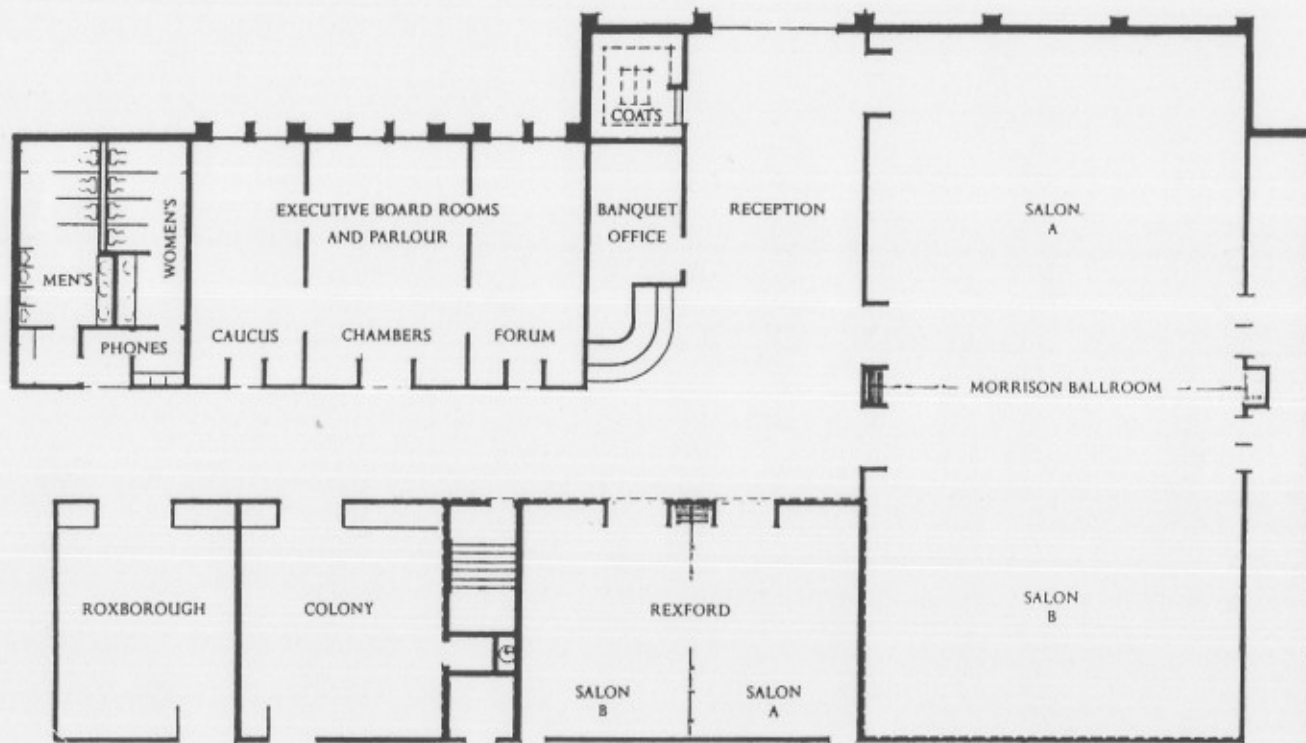 COATS
EXECUTIVE BOARD ROOMS
AND PARLOUR
BANQUET
OFFICE
RECEPTION
SALON
A
WOMEN'S
MEN'S
PHONES
CAUCUS
CHAMBERS
FORUM
MORRISON BALLROOM
ROXBOROUGH
COLONY
REXFORD
SALON
B
SALON
B
SALON
A